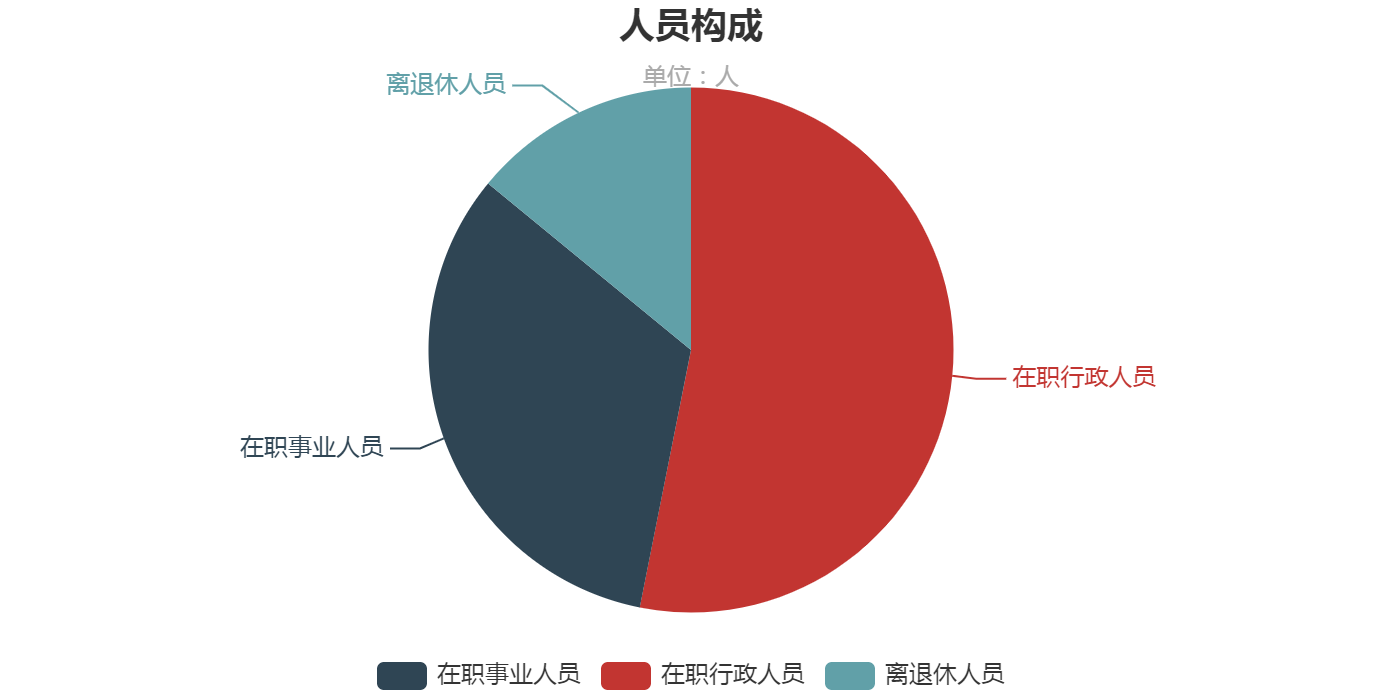 人员构成
单位：人
离退休人员
在职行政人员
在职事业人员
在职事业人员 在职行政人员 离退休人员